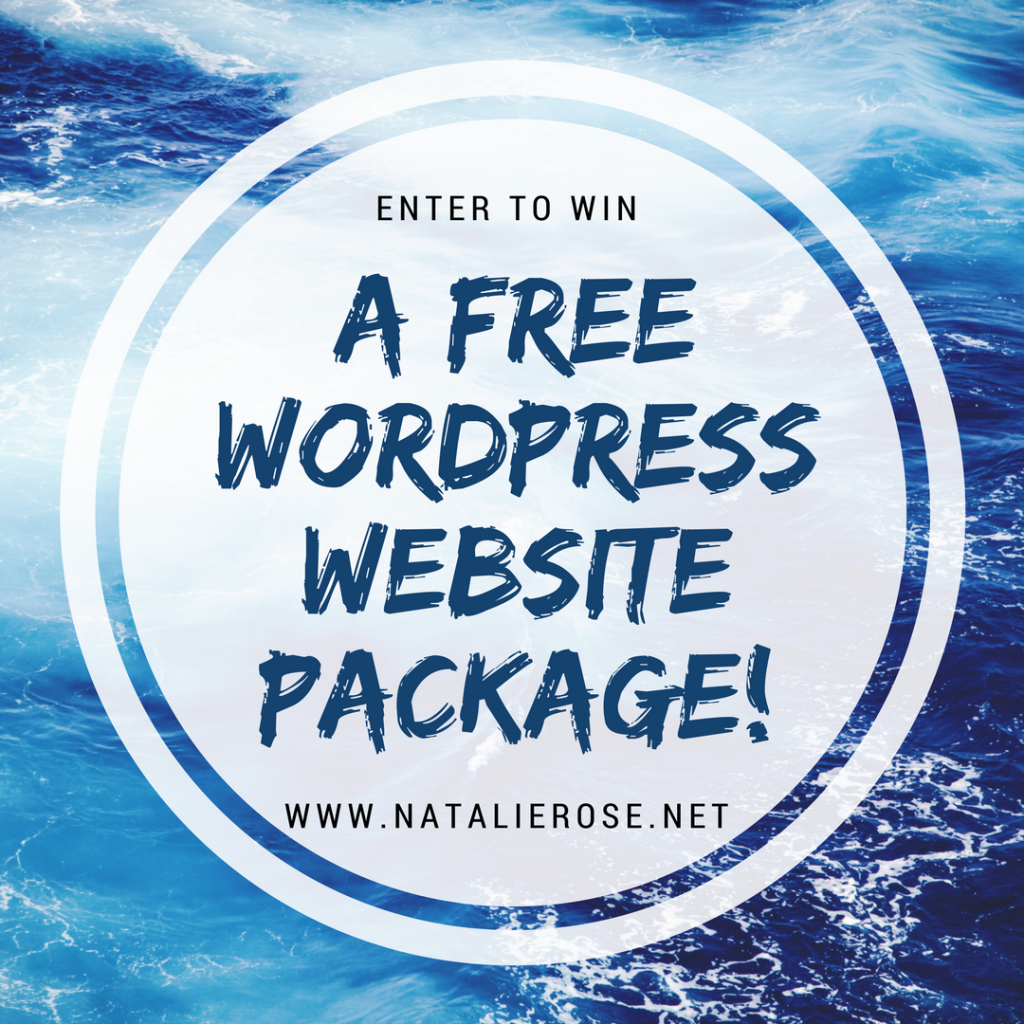 ENTER TO WIN
A FREE
WORDPRESS
WEBSITE
PACKAGE!
WWW.NATALIEROSE.NET